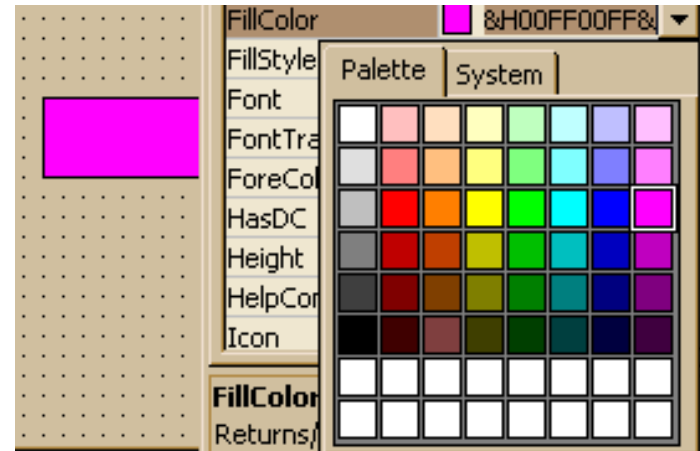 FillColor &H00FF00FF&
FillStyle
Palette System
Font
FontTra
ForeCol
HasDC
Height
HelpCon
Icon
FillColor
Returns/